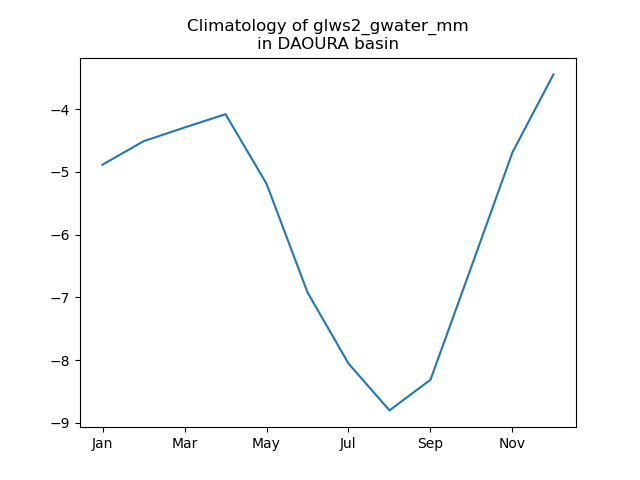 Climatology of glws2_gwater_mm
in DAOURA basin
−4
−5
−6
−7
−8
−9
Jan
Mar
May
Jul
Sep
Nov